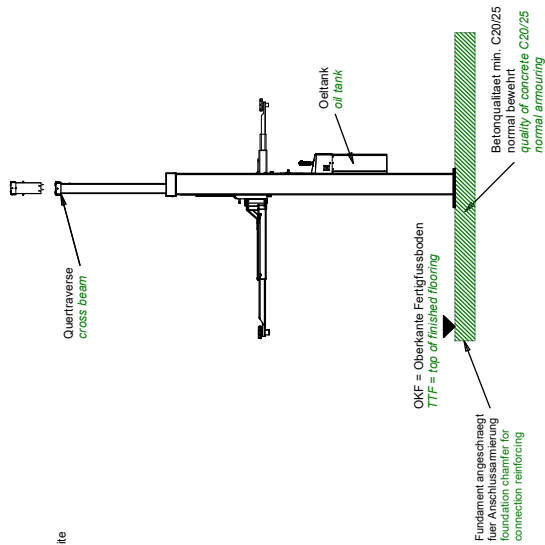 Quertraverse
cross beam
Oeltank
oil tank
ite
OKF = Oberkante Fertigfussboden
TTF = top of finished flooring
Betonqualitaet min. C20/25
normal bewehrt
quality of concrete C20/25
normal armouring
Fundament angeschraegt
fuer Anschlussarmierung
foundation chamfer for
connection reinforcing